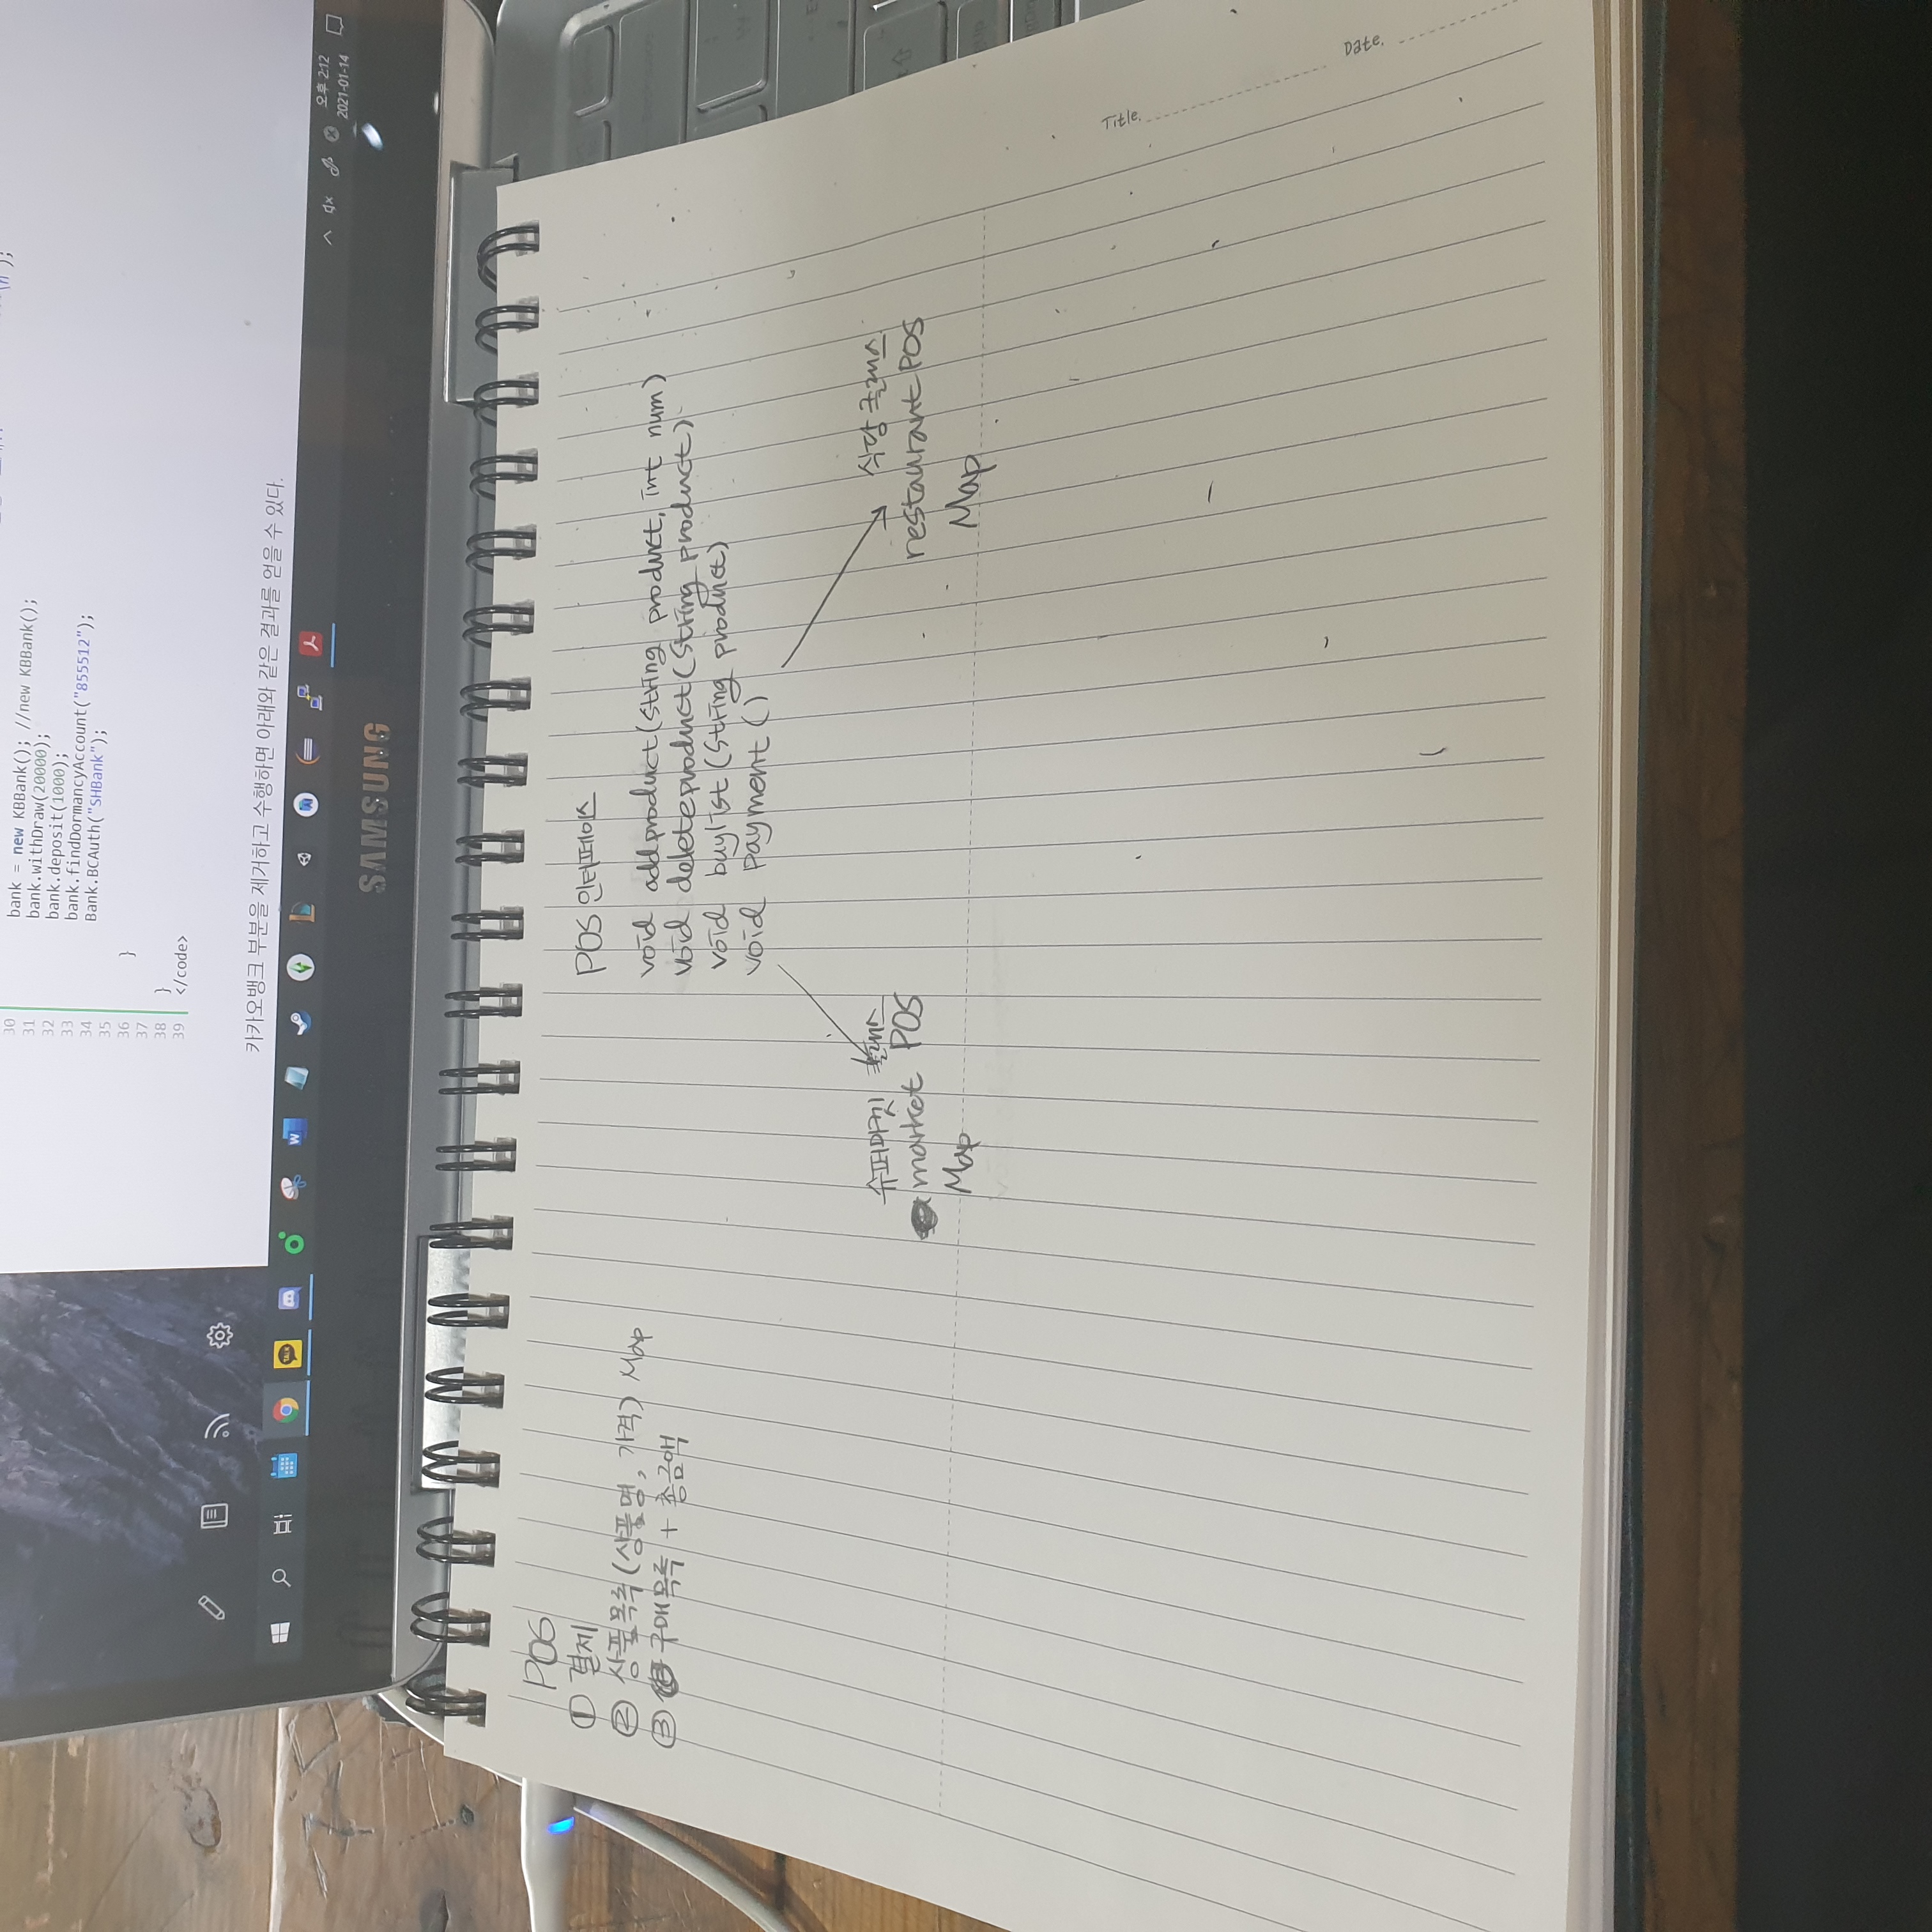 30
31 bank = new KBBank(); //new KBBank();
32 bank.withDraw(20000);
33 bank.deposit(1000);
34 bank.findDormancyAccount("855512");
35 Bank.BCAuth("SHBank");
36 }
37
38 }
39 </code>
카카오뱅크 부분을 제거하고 수행하면 아래와 같은 결과를 얻을 수 있다.
TALK
오후 2:12
2021-01-14
SAMSUNG
POS
① 결제
② 상품목록(상품명, 가격) Map
③ 구매목록 + 총금액
POS 인터페이스
void addproduct(String product, int num)
void deleteproduct(String product)
void buylist(String product)
void payment()
슈퍼마켓 클래스
market POS
Map
식당 클래스
restaurant POS
Map
Title.
Date.